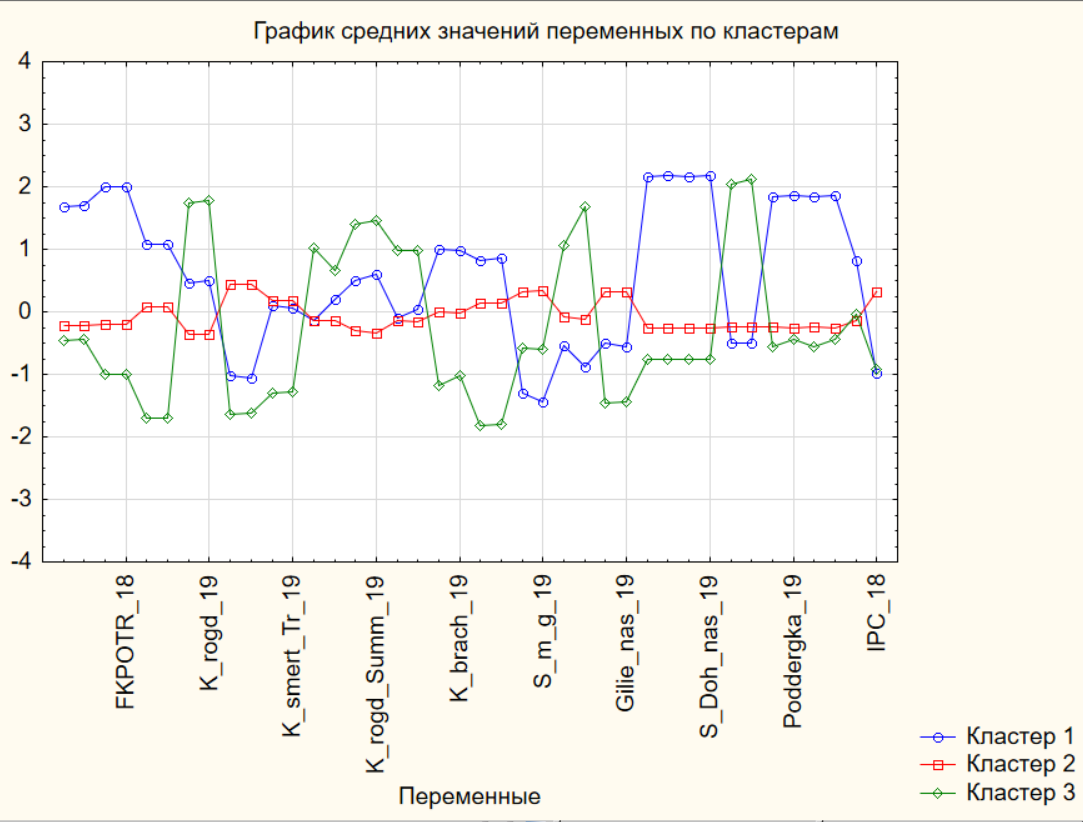 График средних значений переменных по кластерам
4
3
2
1
0
-1
-2
-3
-4
FKPOTR_18
K_rogd_19
K_smert_Tr_19
K_rogd_Summ_19
K_brach_19
S_m_g_19
Gilie_nas_19
S_Doh_nas_19
Poddergka_19
IPC_18
Переменные
Кластер 1
Кластер 2
Кластер 3